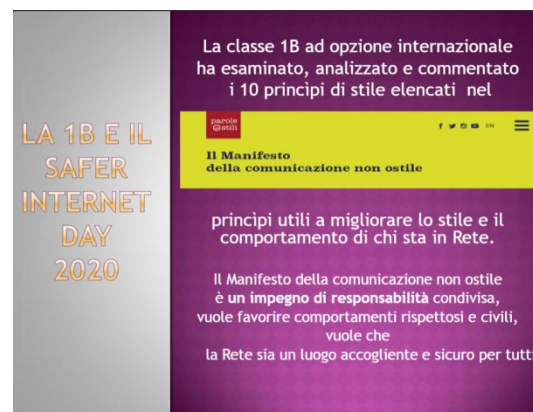 LA 1B E IL
SAFER
INTERNET
DAY
2020
La classe 1B ad opzione internazionale
ha esaminato, analizzato e commentato
i 10 princìpi di stile elencati nel
parole
@stili
EN
Il Manifesto
della comunicazione non ostile
princìpi utili a migliorare lo stile e il
comportamento di chi sta in Rete.
Il Manifesto della comunicazione non ostile
è un impegno di responsabilità condivisa,
vuole favorire comportamenti rispettosi e civili,
vuole che
la Rete sia un luogo accogliente e sicuro per tutti